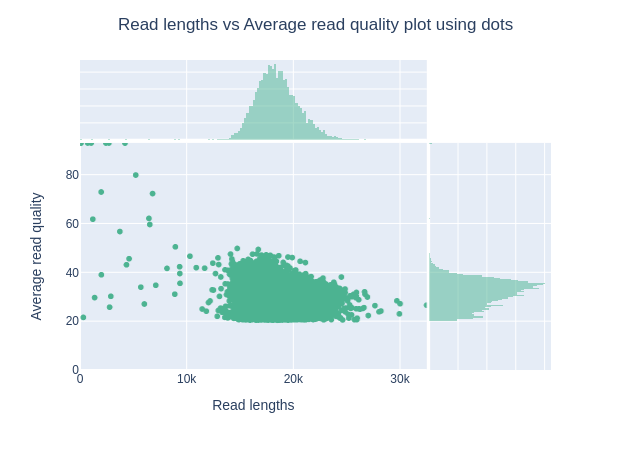 Read lengths vs Average read quality plot using dots
80
60
40
20
0
Average read quality
0
10k
20k
30k
Read lengths